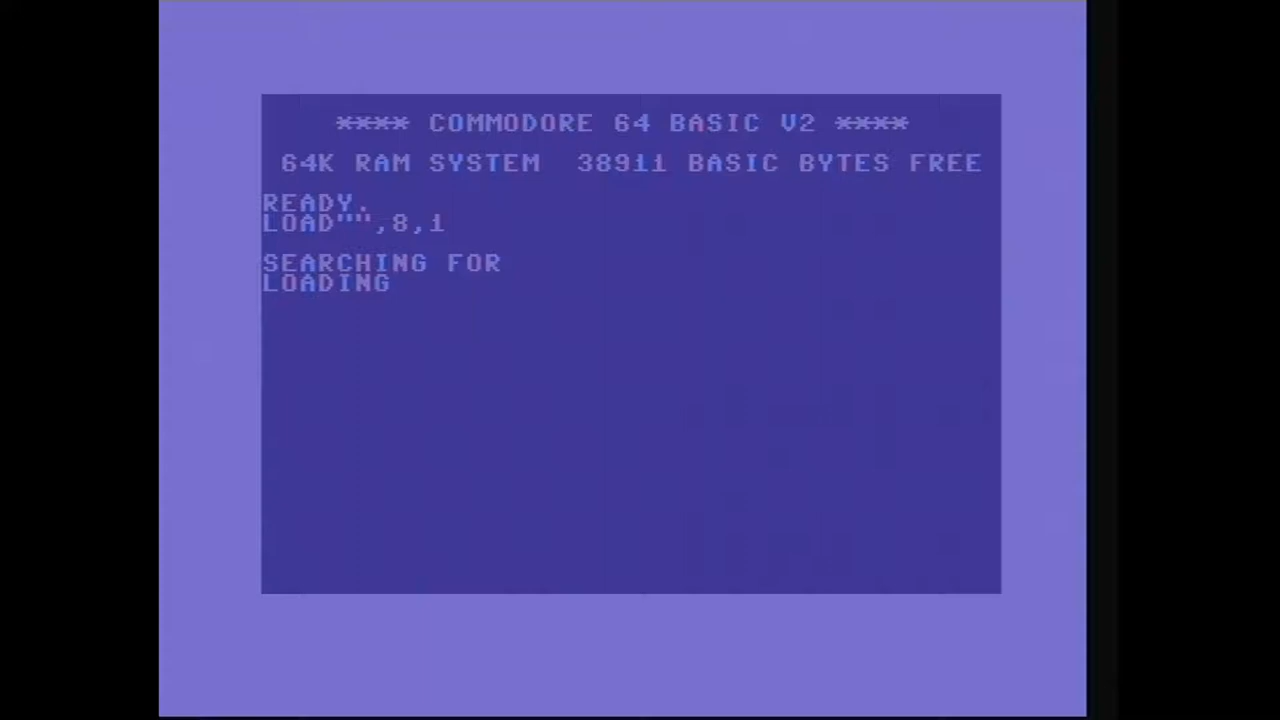 **** COMMODORE 64 BASIC V2 ****
64K RAM SYSTEM  38911 BASIC BYTES FREE
READY.
LOAD"",8,1
SEARCHING FOR
LOADING